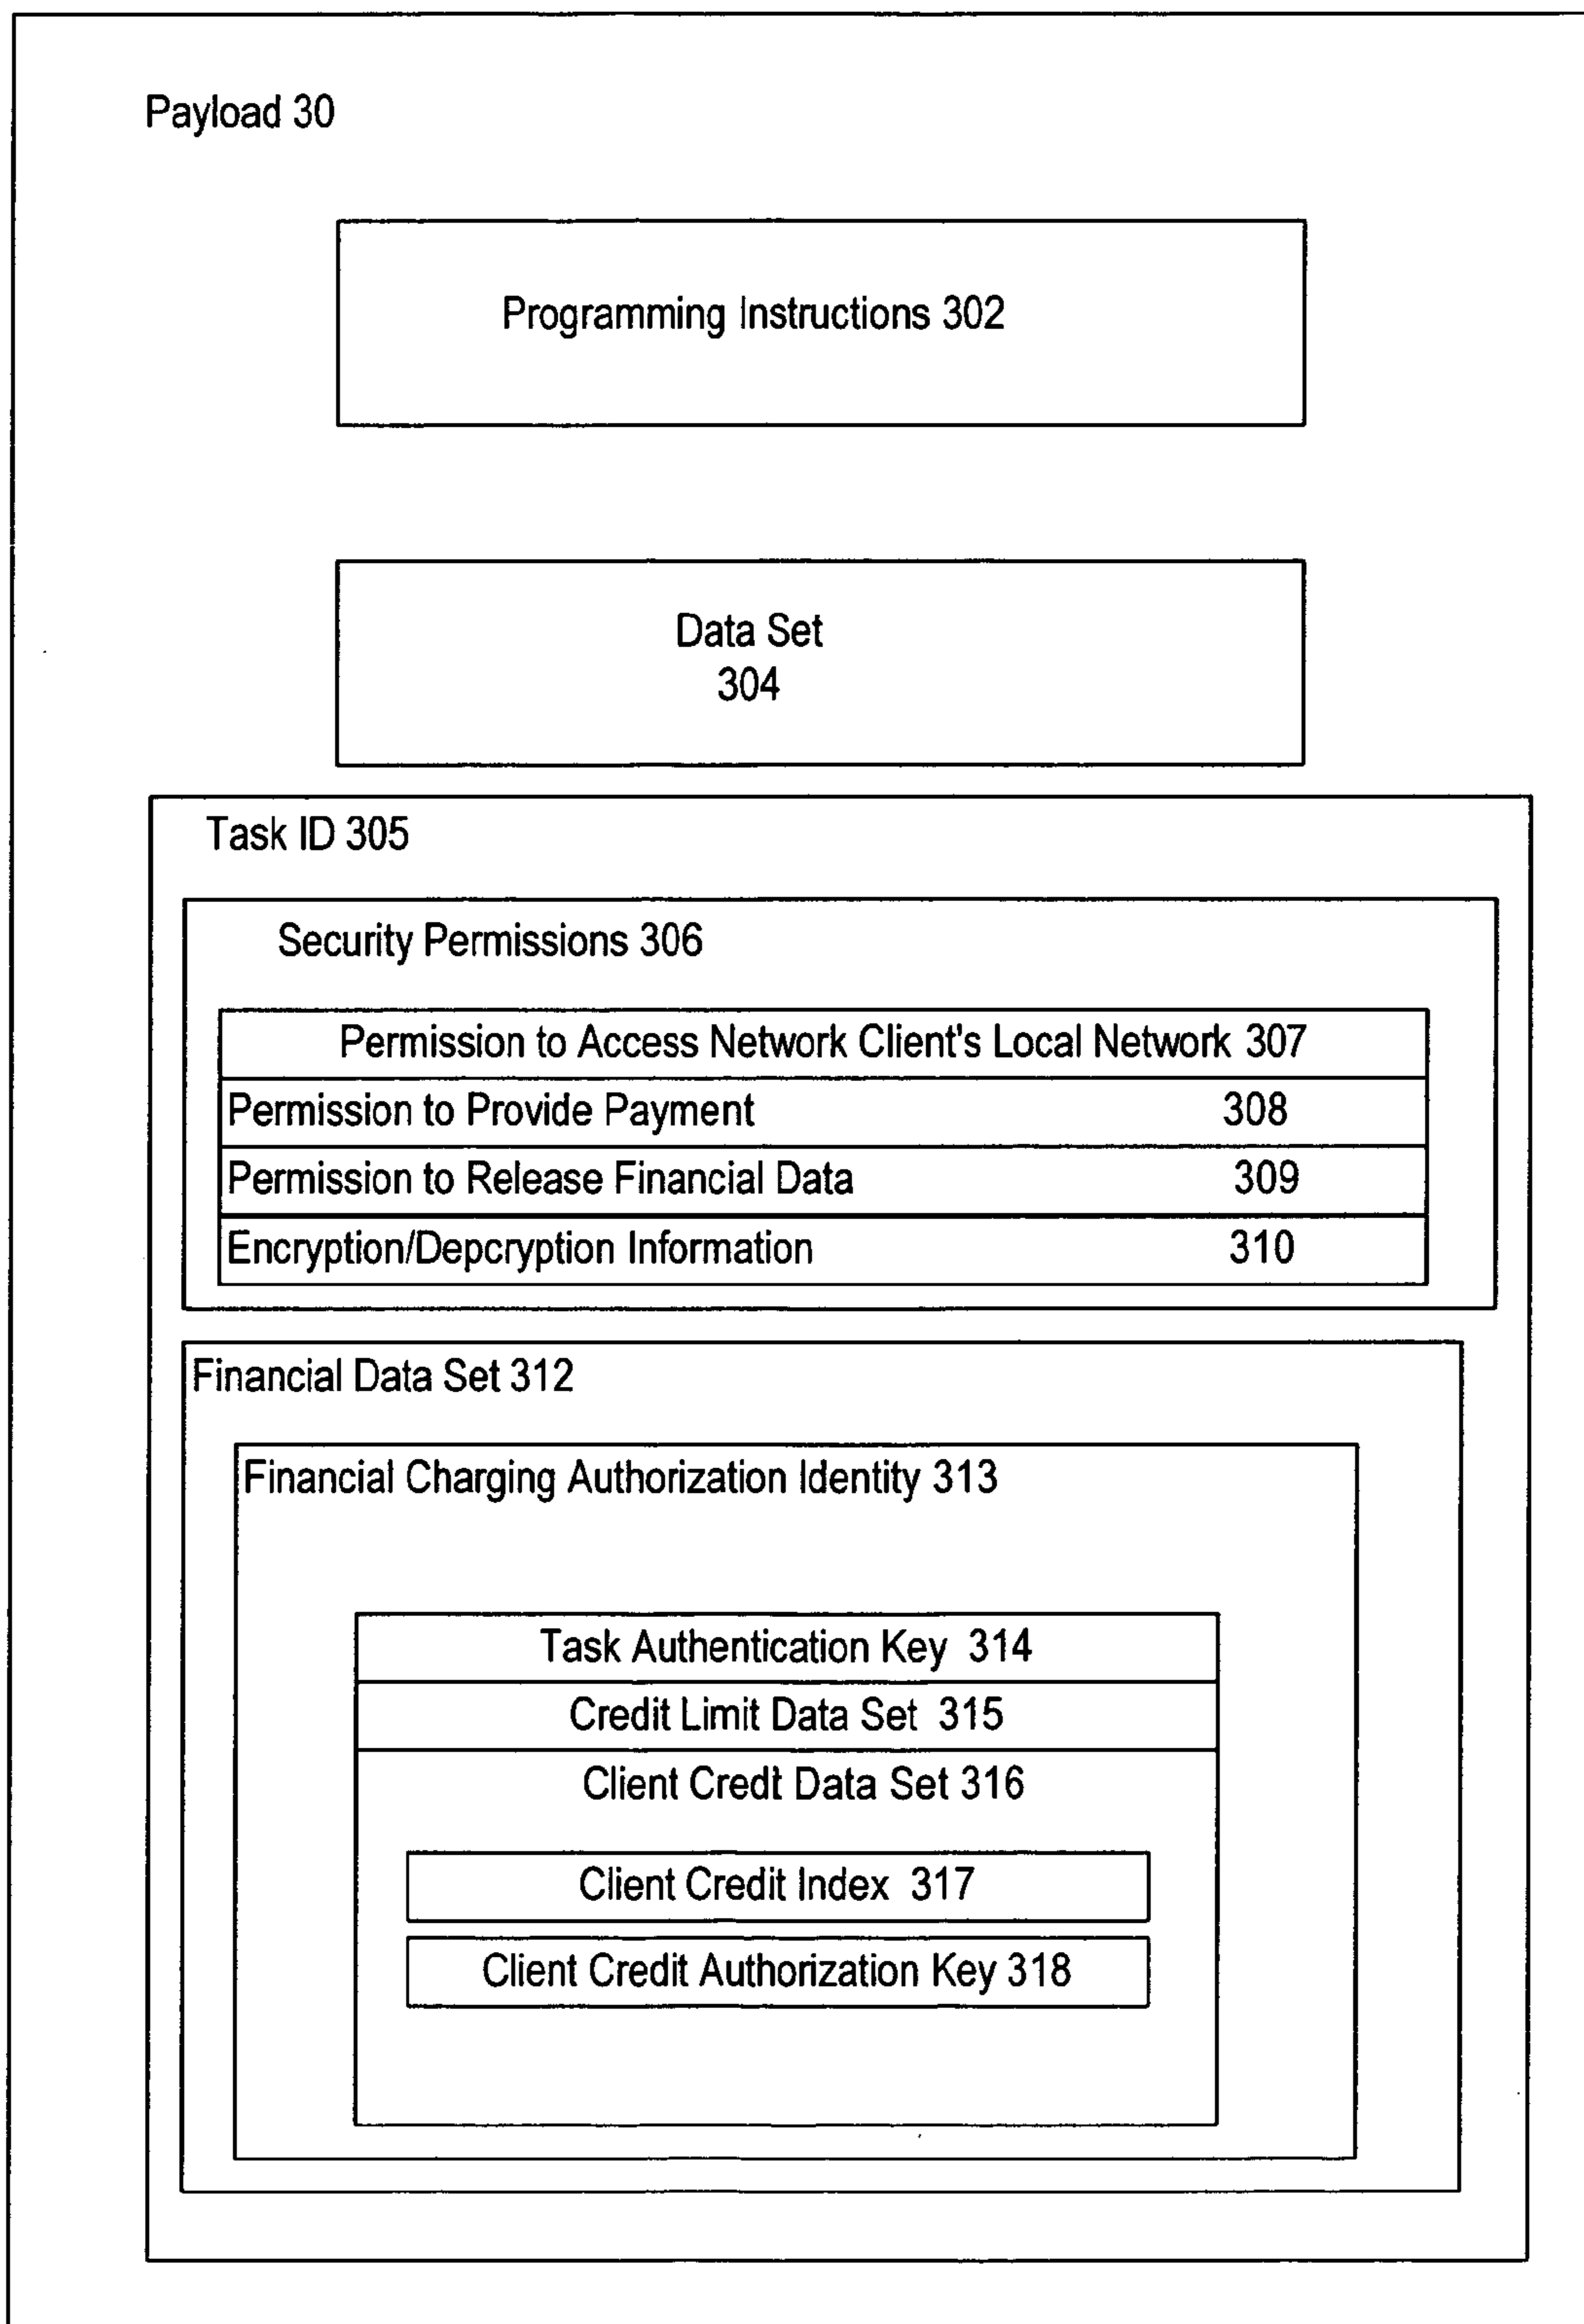 Payload 30
Programming Instructions 302
Data Set
304
Task ID 305
Security Permissions 306
Permission to Access Network Client's Local Network 307
Permission to Provide Payment 308
Permission to Release Financial Data 309
Encryption/Depcryption Information 310
Financial Data Set 312
Financial Charging Authorization Identity 313
Task Authentication Key 314
Credit Limit Data Set 315
Client Credt Data Set 316
Client Credit Index 317
Client Credit Authorization Key 318